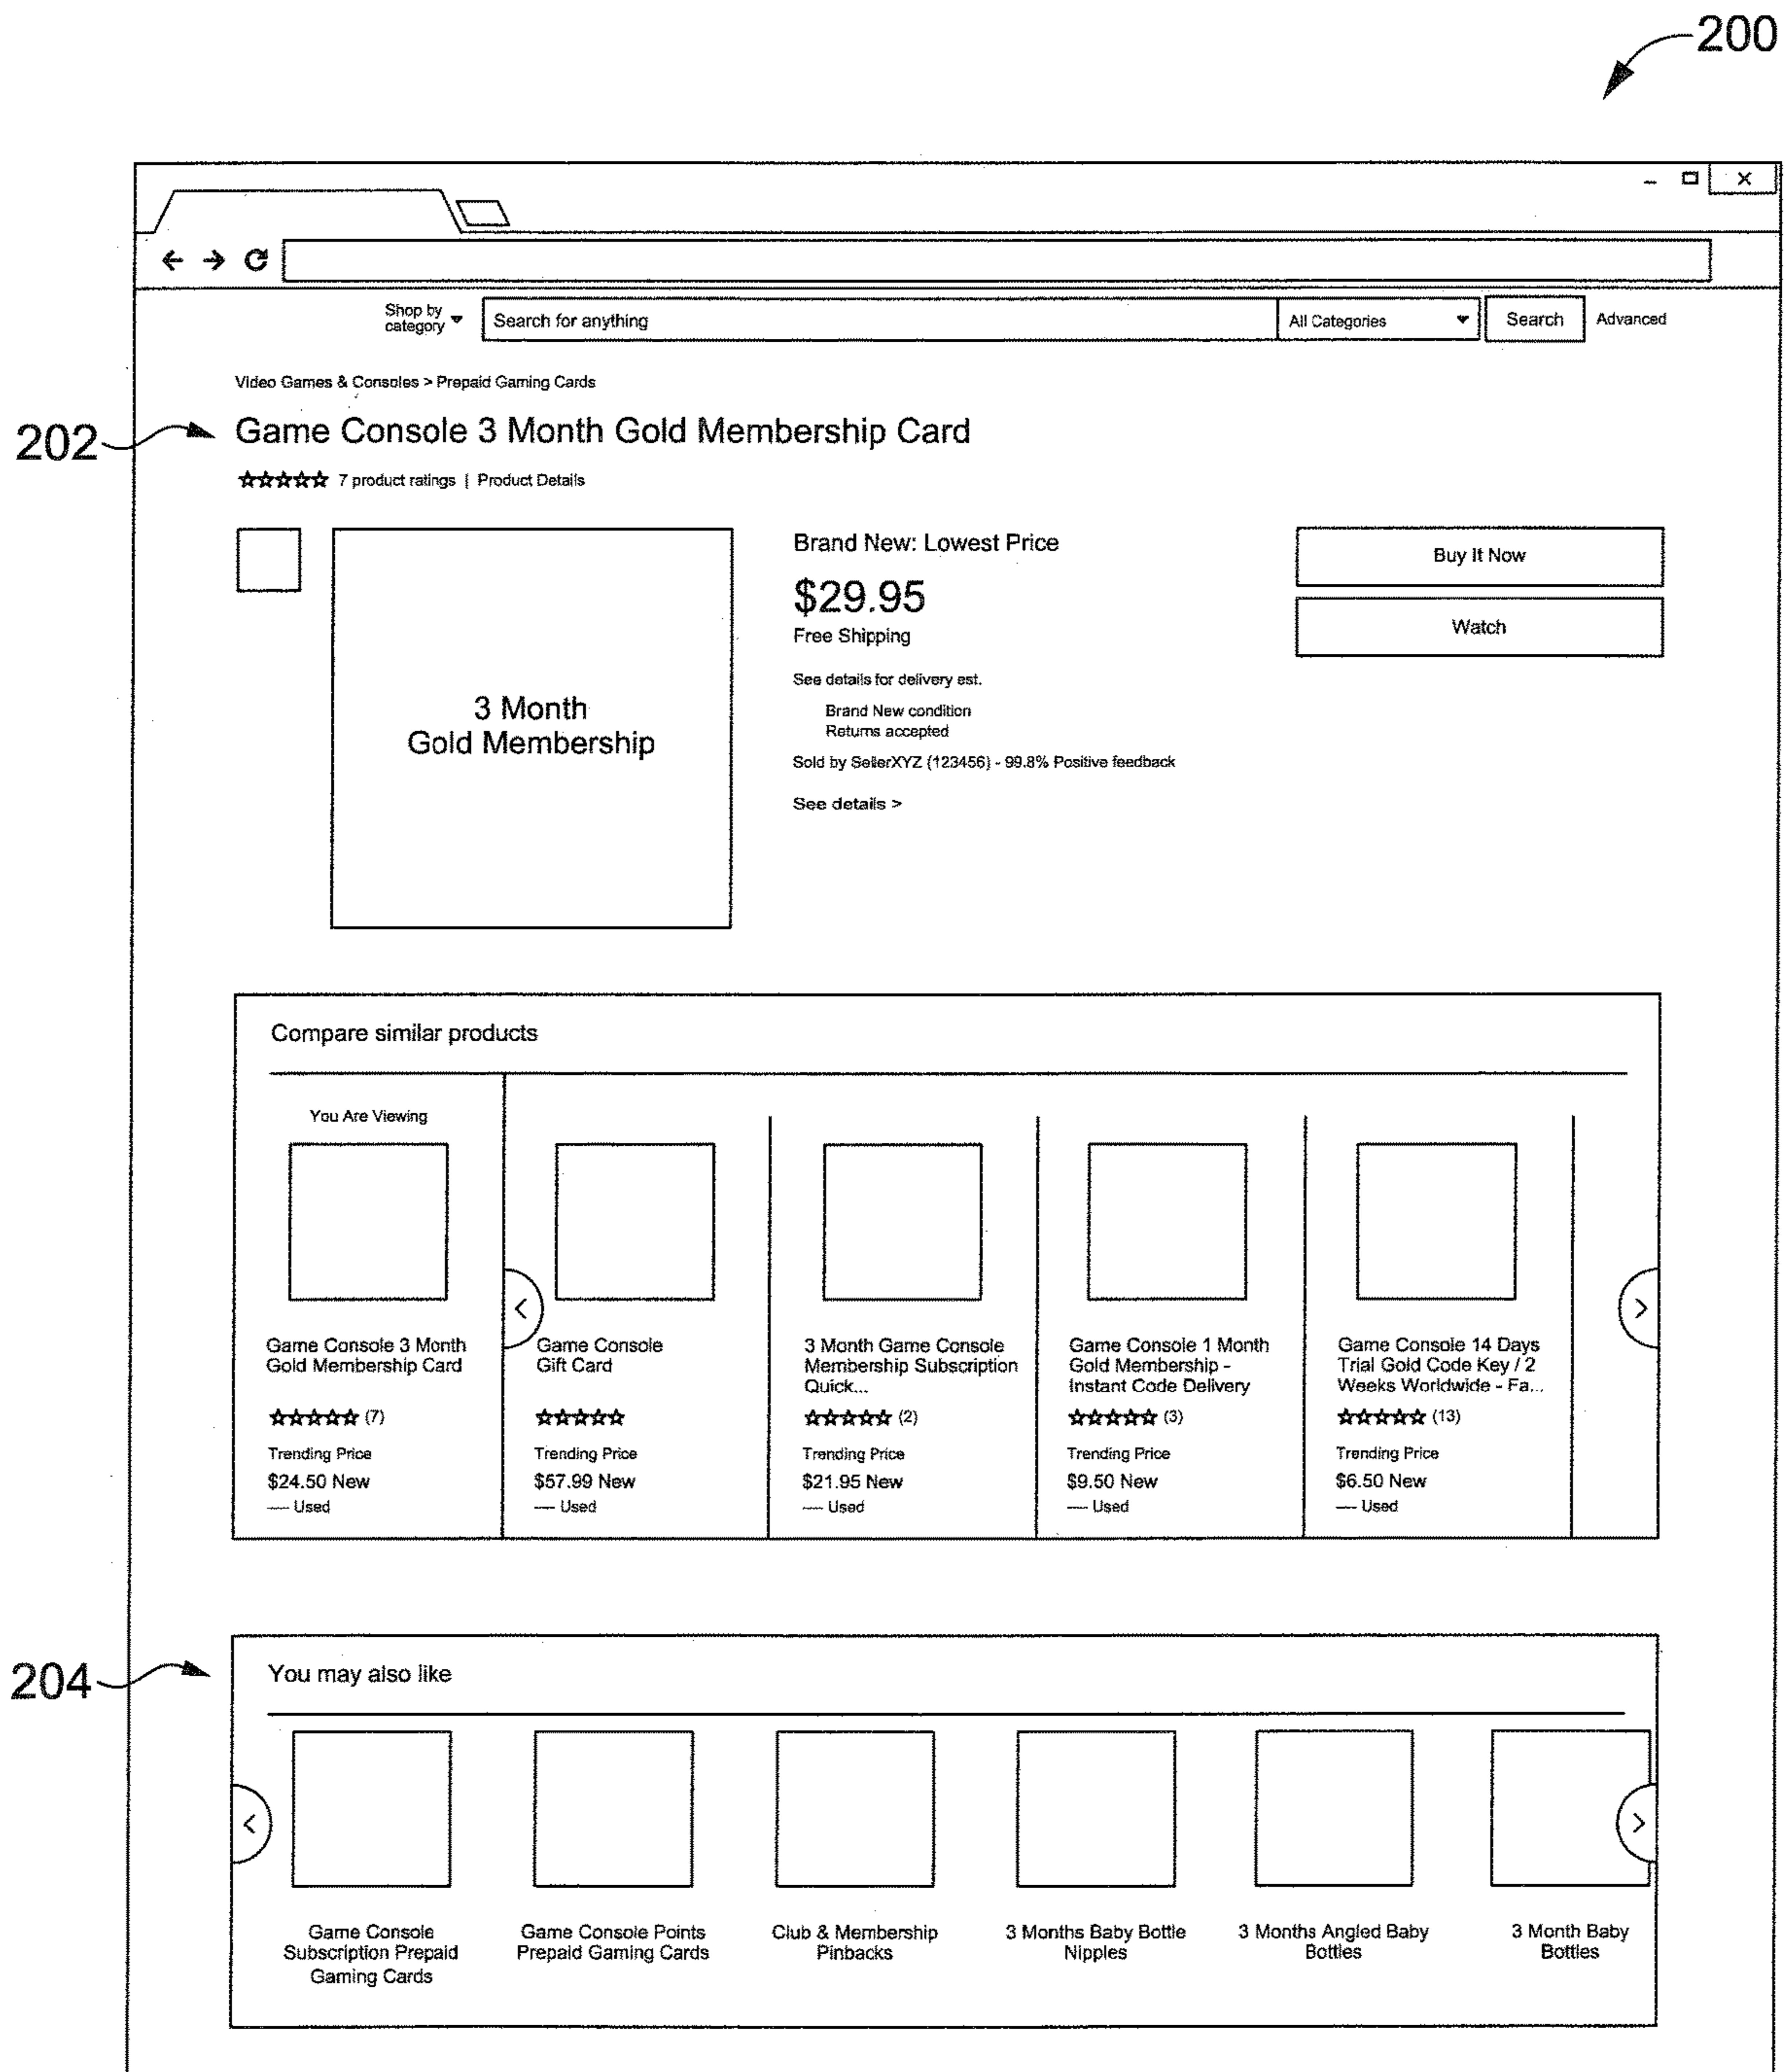 200
Shop by
category
Search for anything
All Categories
Search
Advanced
Video Games & Consoles > Prepaid Gaming Cards
202
Game Console 3 Month Gold Membership Card
7 product ratings | Product Details
3 Month
Gold Membership
Brand New: Lowest Price
$29.95
Free Shipping
See details for delivery est.
Brand New condition
Returns accepted
Sold by SellerXYZ (123456) - 99.8% Positive feedback
See details >
Buy It Now
Watch
Compare similar products
You Are Viewing
Game Console 3 Month
Gold Membership Card
(7)
Trending Price
$24.50 New
— Used
Game Console
Gift Card
Trending Price
$57.99 New
— Used
3 Month Game Console
Membership Subscription
Quick...
(2)
Trending Price
$21.95 New
— Used
Game Console 1 Month
Gold Membership -
Instant Code Delivery
(3)
Trending Price
$9.50 New
— Used
Game Console 14 Days
Trial Gold Code Key / 2
Weeks Worldwide - Fa...
(13)
Trending Price
$6.50 New
— Used
204
You may also like
Game Console
Subscription Prepaid
Gaming Cards
Game Console Points
Prepaid Gaming Cards
Club & Membership
Pinbacks
3 Months Baby Bottle
Nipples
3 Months Angled Baby
Bottles
3 Month Baby
Bottles